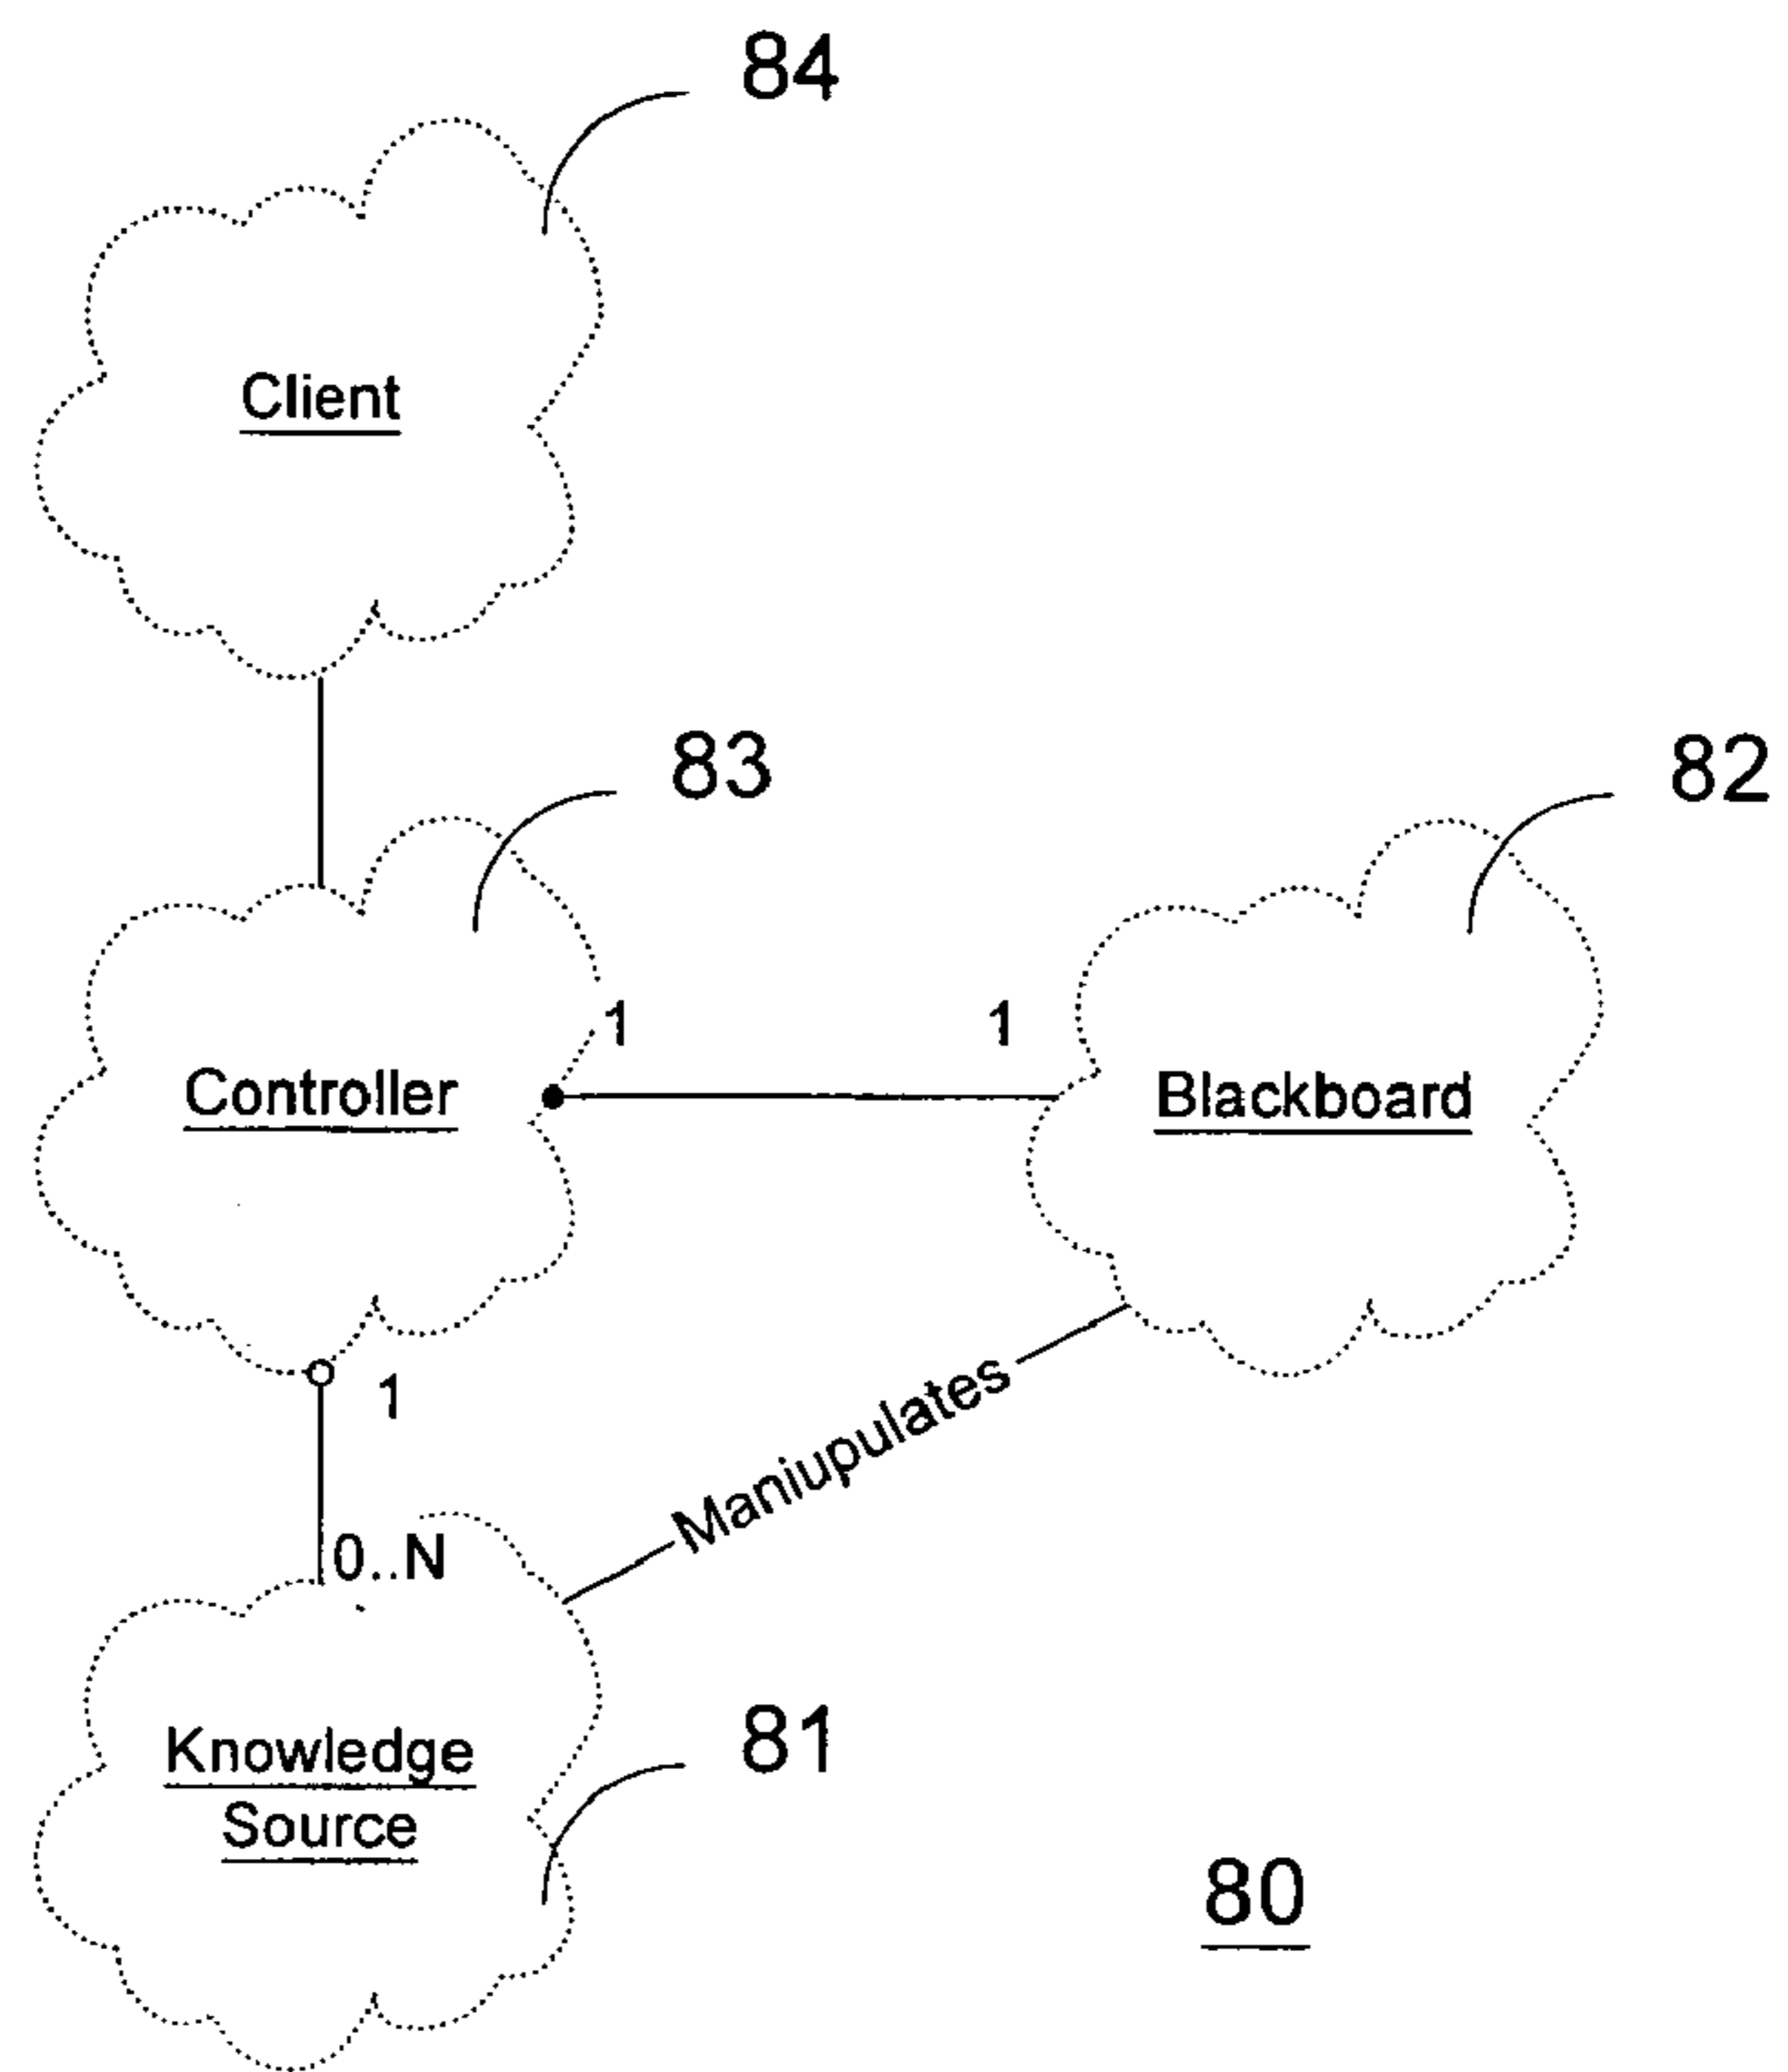 84
Client
83
82
1
1
Controller
Blackboard
1
Maniupulates
0..N
81
Knowledge
Source
80